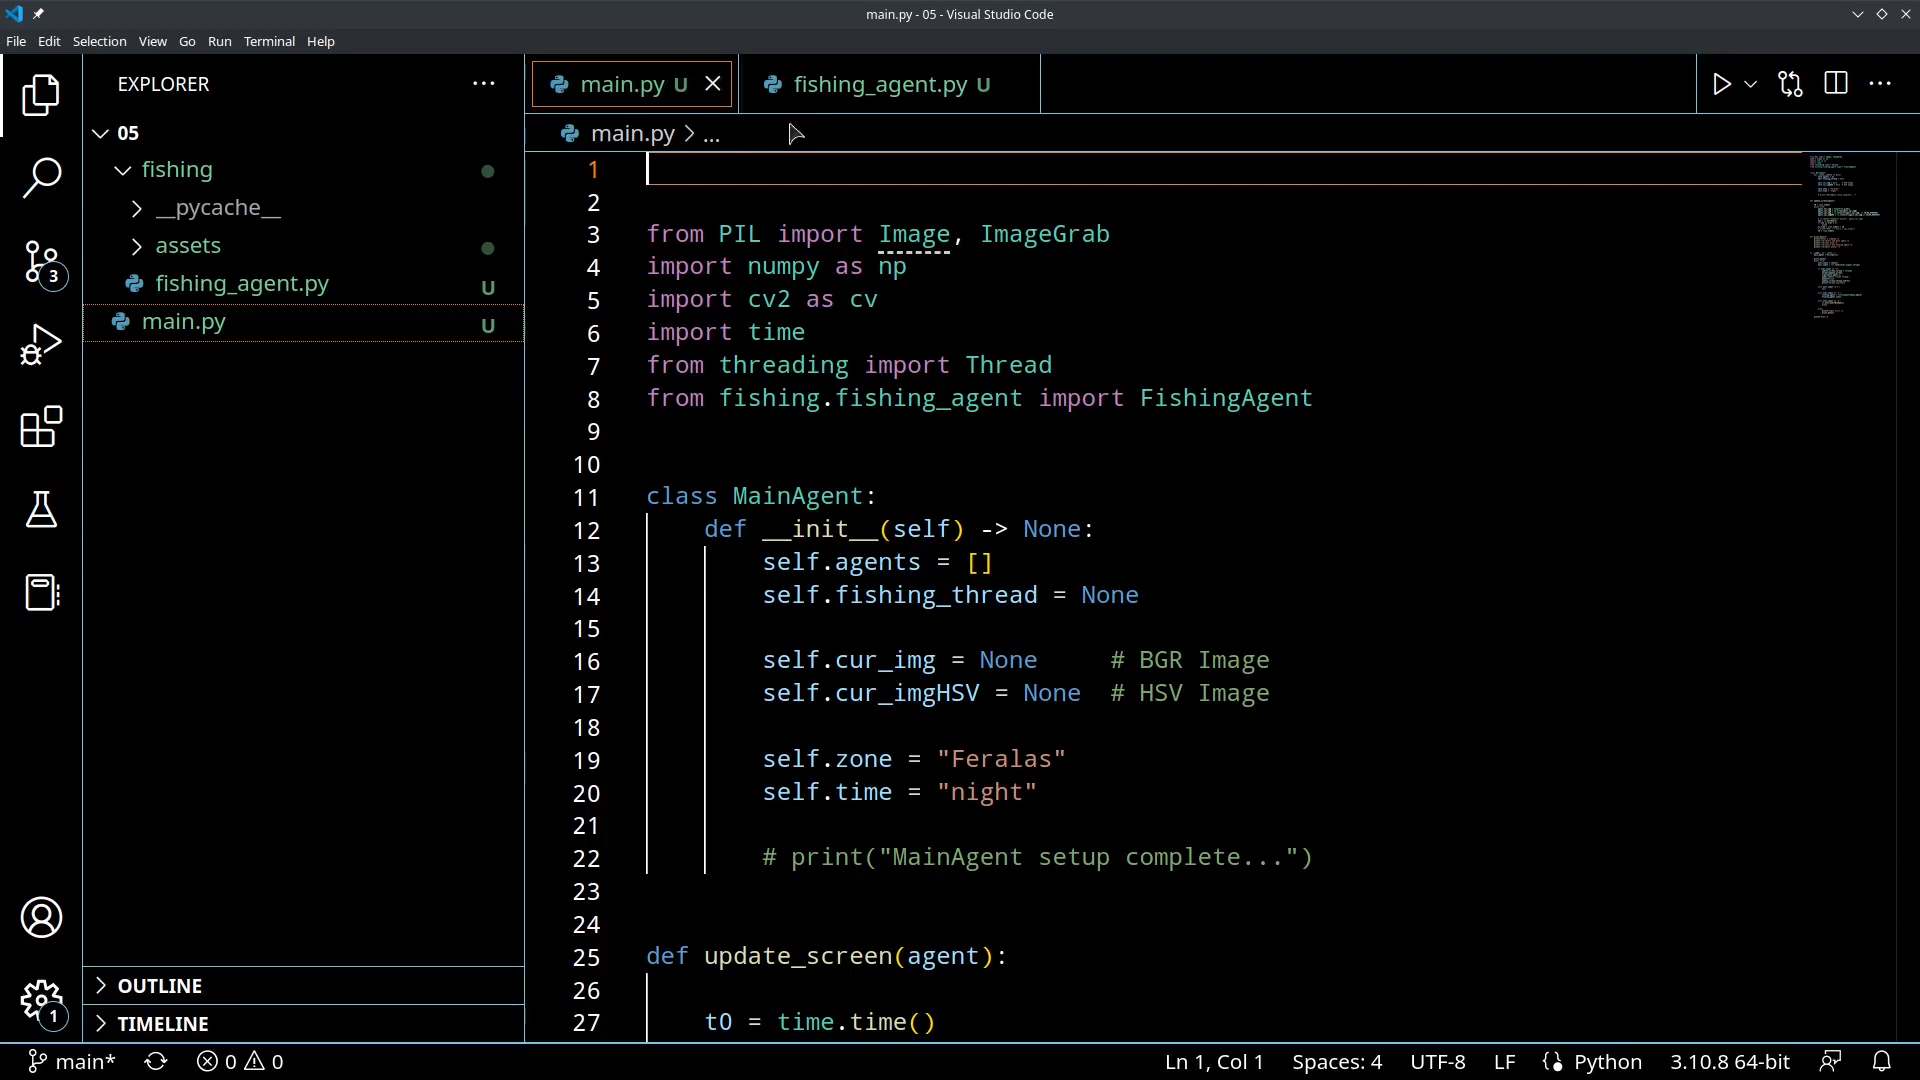 main.py - 05 - Visual Studio Code
File Edit Selection View Go Run Terminal Help
EXPLORER
05
fishing
__pycache__
assets
fishing_agent.py U
main.py U
OUTLINE
TIMELINE
3
1
main.py U
fishing_agent.py U
main.py > ...
1
2
3 from PIL import Image, ImageGrab
4 import numpy as np
5 import cv2 as cv
6 import time
7 from threading import Thread
8 from fishing.fishing_agent import FishingAgent
9
10
11 class MainAgent:
12 def __init__(self) -> None:
13 self.agents = []
14 self.fishing_thread = None
15
16 self.cur_img = None # BGR Image
17 self.cur_imgHSV = None # HSV Image
18
19 self.zone = "Feralas"
20 self.time = "night"
21
22 # print("MainAgent setup complete...")
23
24
25 def update_screen(agent):
26
27 t0 = time.time()
main* 0 0 Ln 1, Col 1 Spaces: 4 UTF-8 LF Python 3.10.8 64-bit